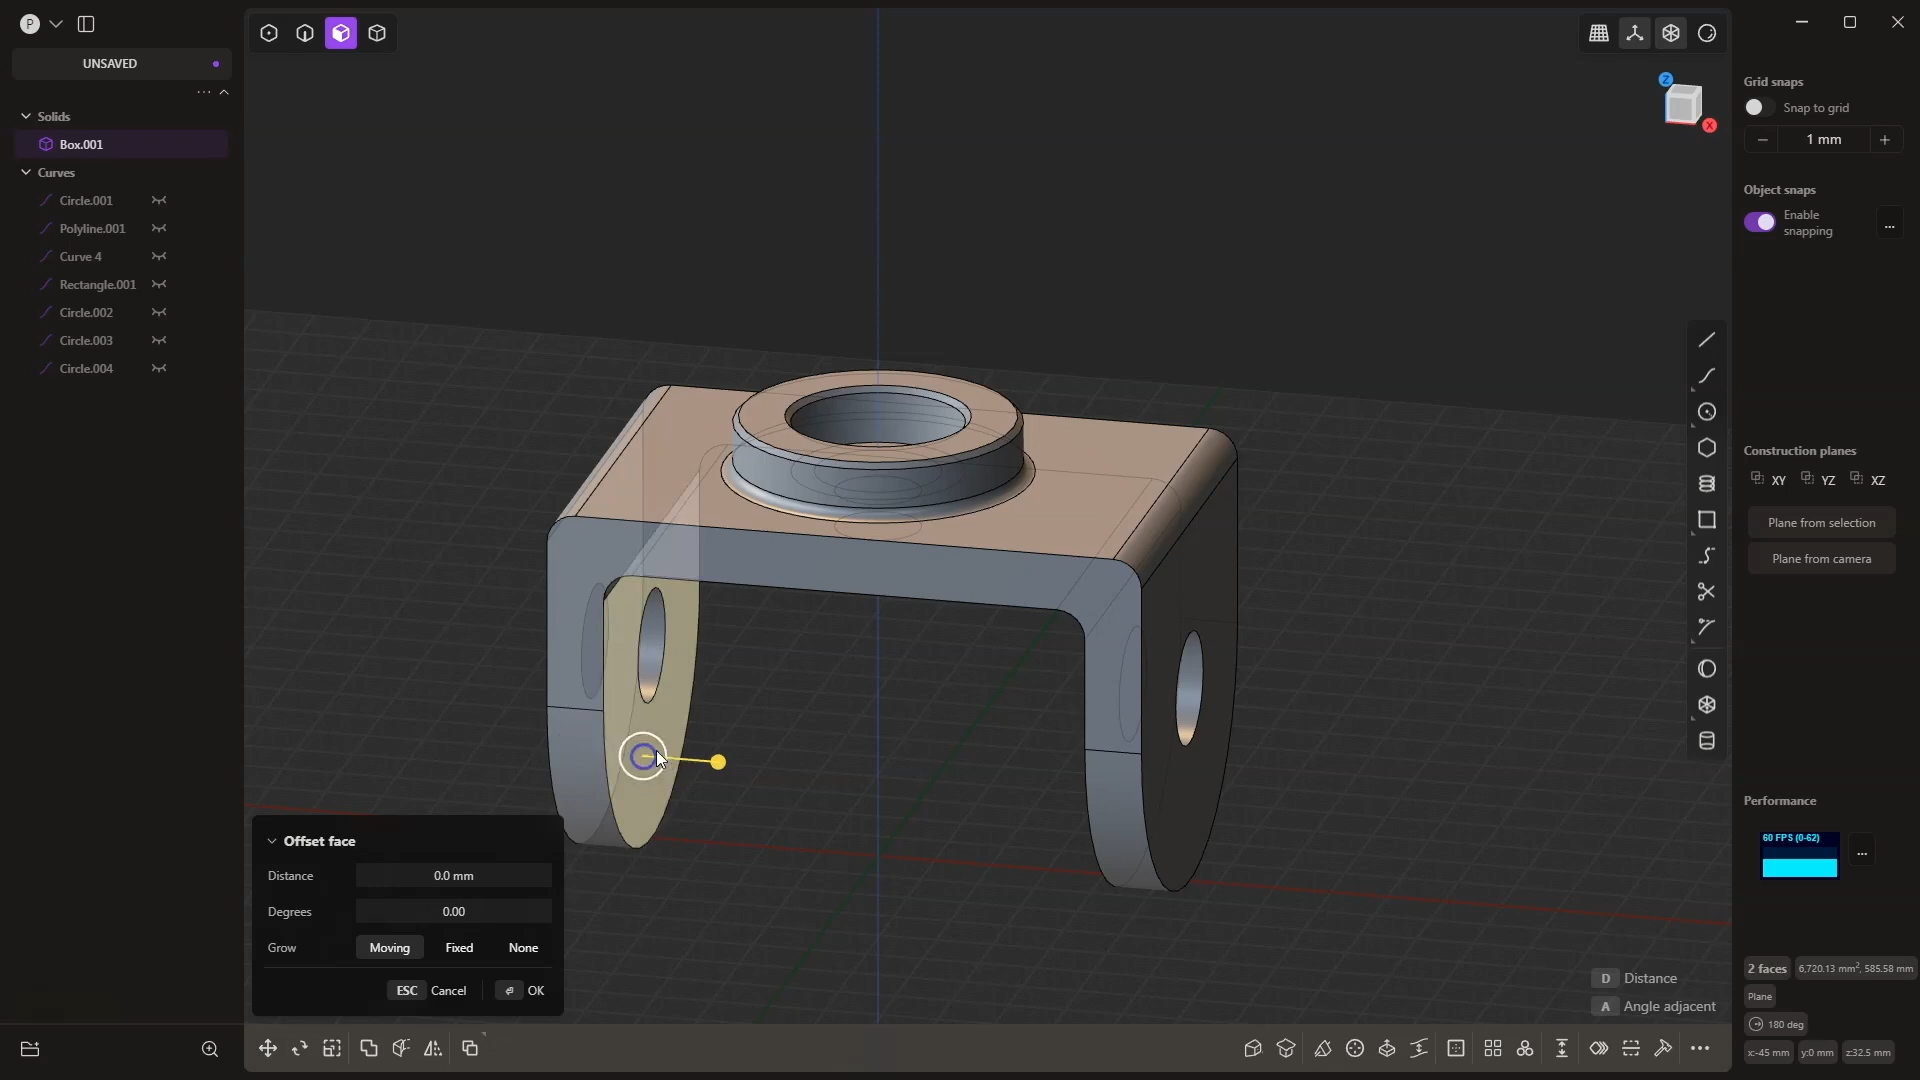 P
UNSAVED
Solids
Box.001
Curves
Circle.001
Polyline.001
Curve 4
Rectangle.001
Circle.002
Circle.003
Circle.004
Offset face
Distance
0.0 mm
Degrees
0.00
Grow
Moving
Fixed
None
ESC
Cancel
OK
Z
X
D
Distance
A
Angle adjacent
Grid snaps
Snap to grid
1 mm
Object snaps
Enable
snapping
...
Construction planes
XY
YZ
XZ
Plane from selection
Plane from camera
Performance
60 FPS (0-62)
...
2 faces
6,720.13 mm², 585.58 mm
Plane
180 deg
x:-45 mm
y:0 mm
z:32.5 mm